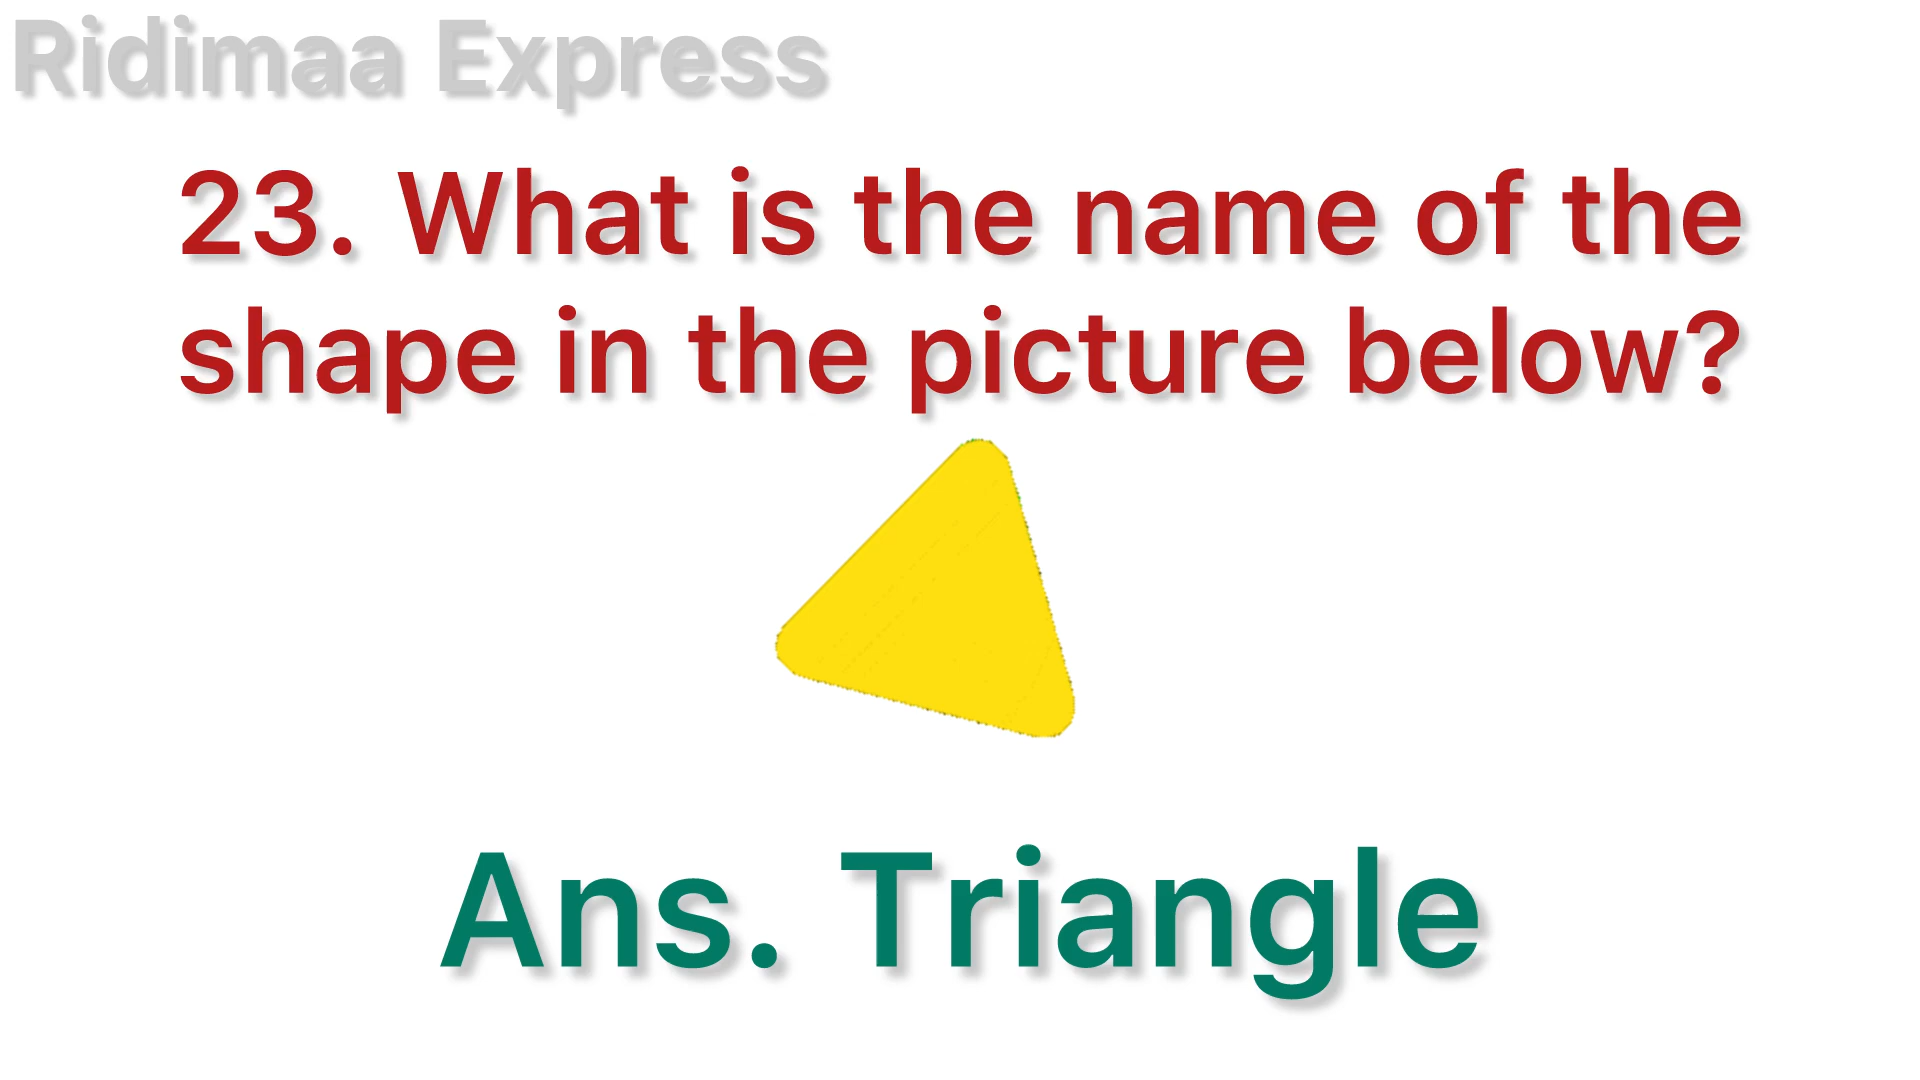 Ridimaa Express
23. What is the name of the
shape in the picture below?
Ans. Triangle